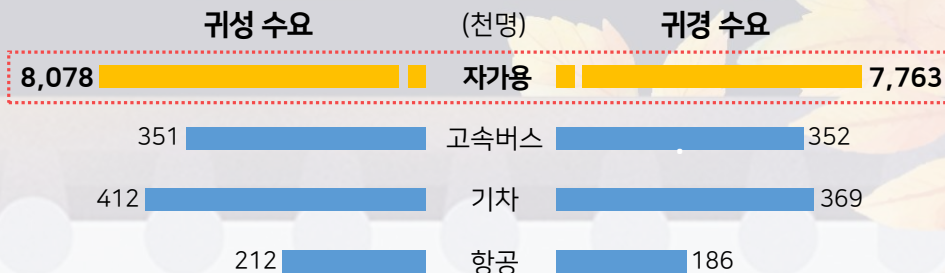 귀성 수요 (천명) 귀경 수요
8,078 자가용 7,763
351 고속버스 352
412 기차 369
212 항공 186